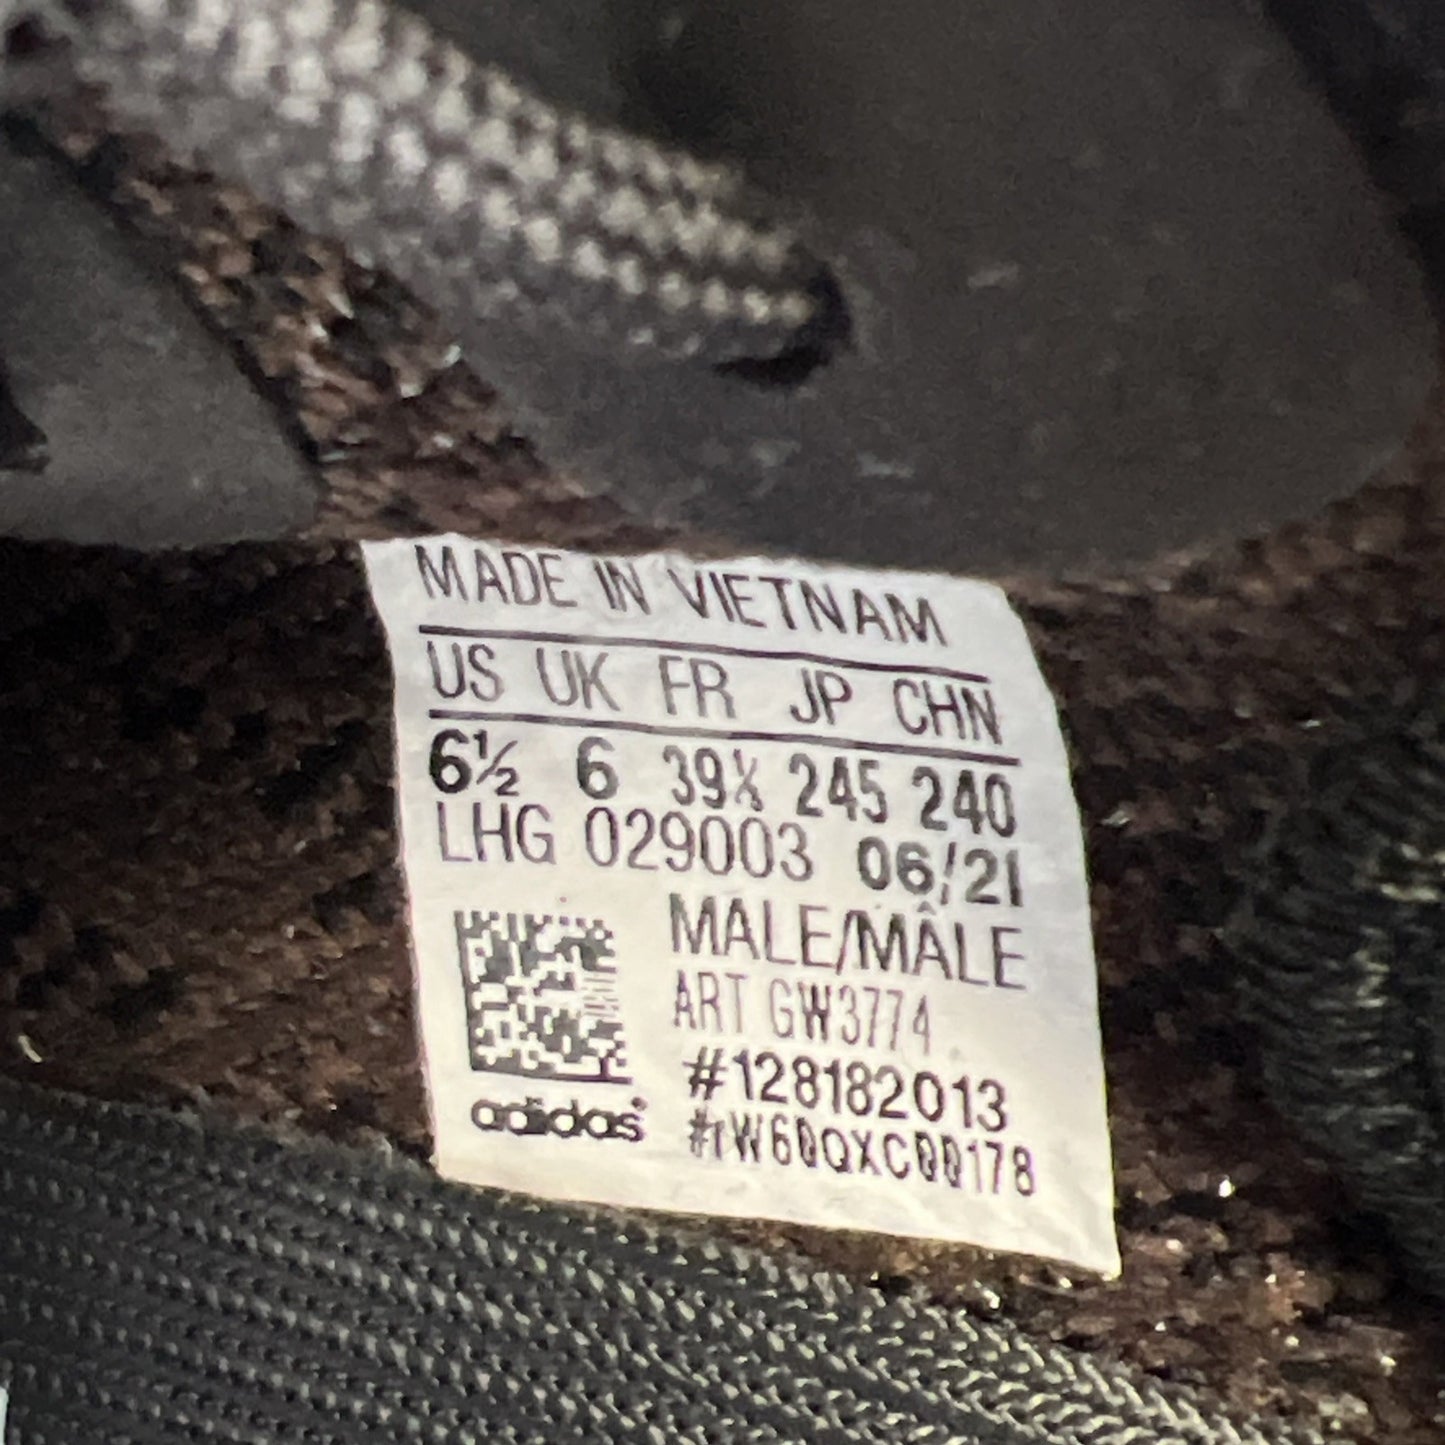 MADE IN VIETNAM
US UK FR JP CHN
6½ 6 39⅓ 245 240
LHG 029003 06/21
MALE/MÂLE
ART GW3774
#128182013
adidas